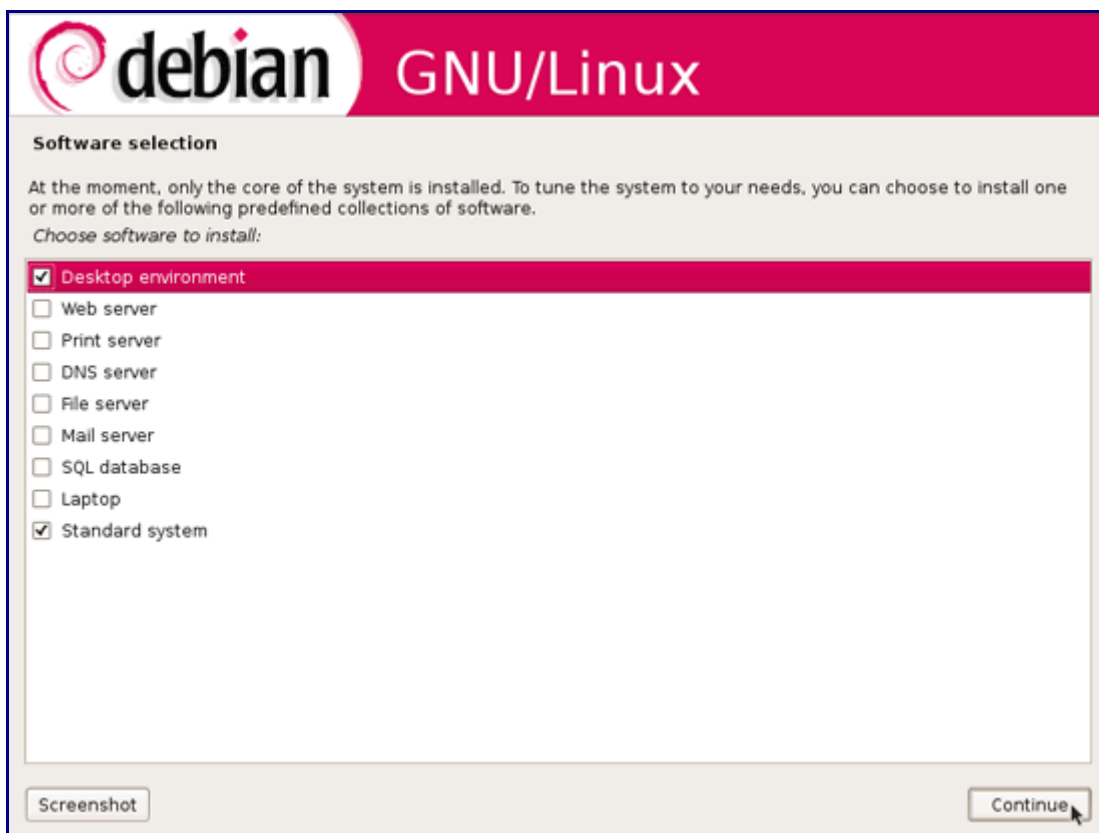 debian GNU/Linux
Software selection
At the moment, only the core of the system is installed. To tune the system to your needs, you can choose to install one
or more of the following predefined collections of software.
Choose software to install:
Desktop environment
Web server
Print server
DNS server
File server
Mail server
SQL database
Laptop
Standard system
Screenshot
Continue